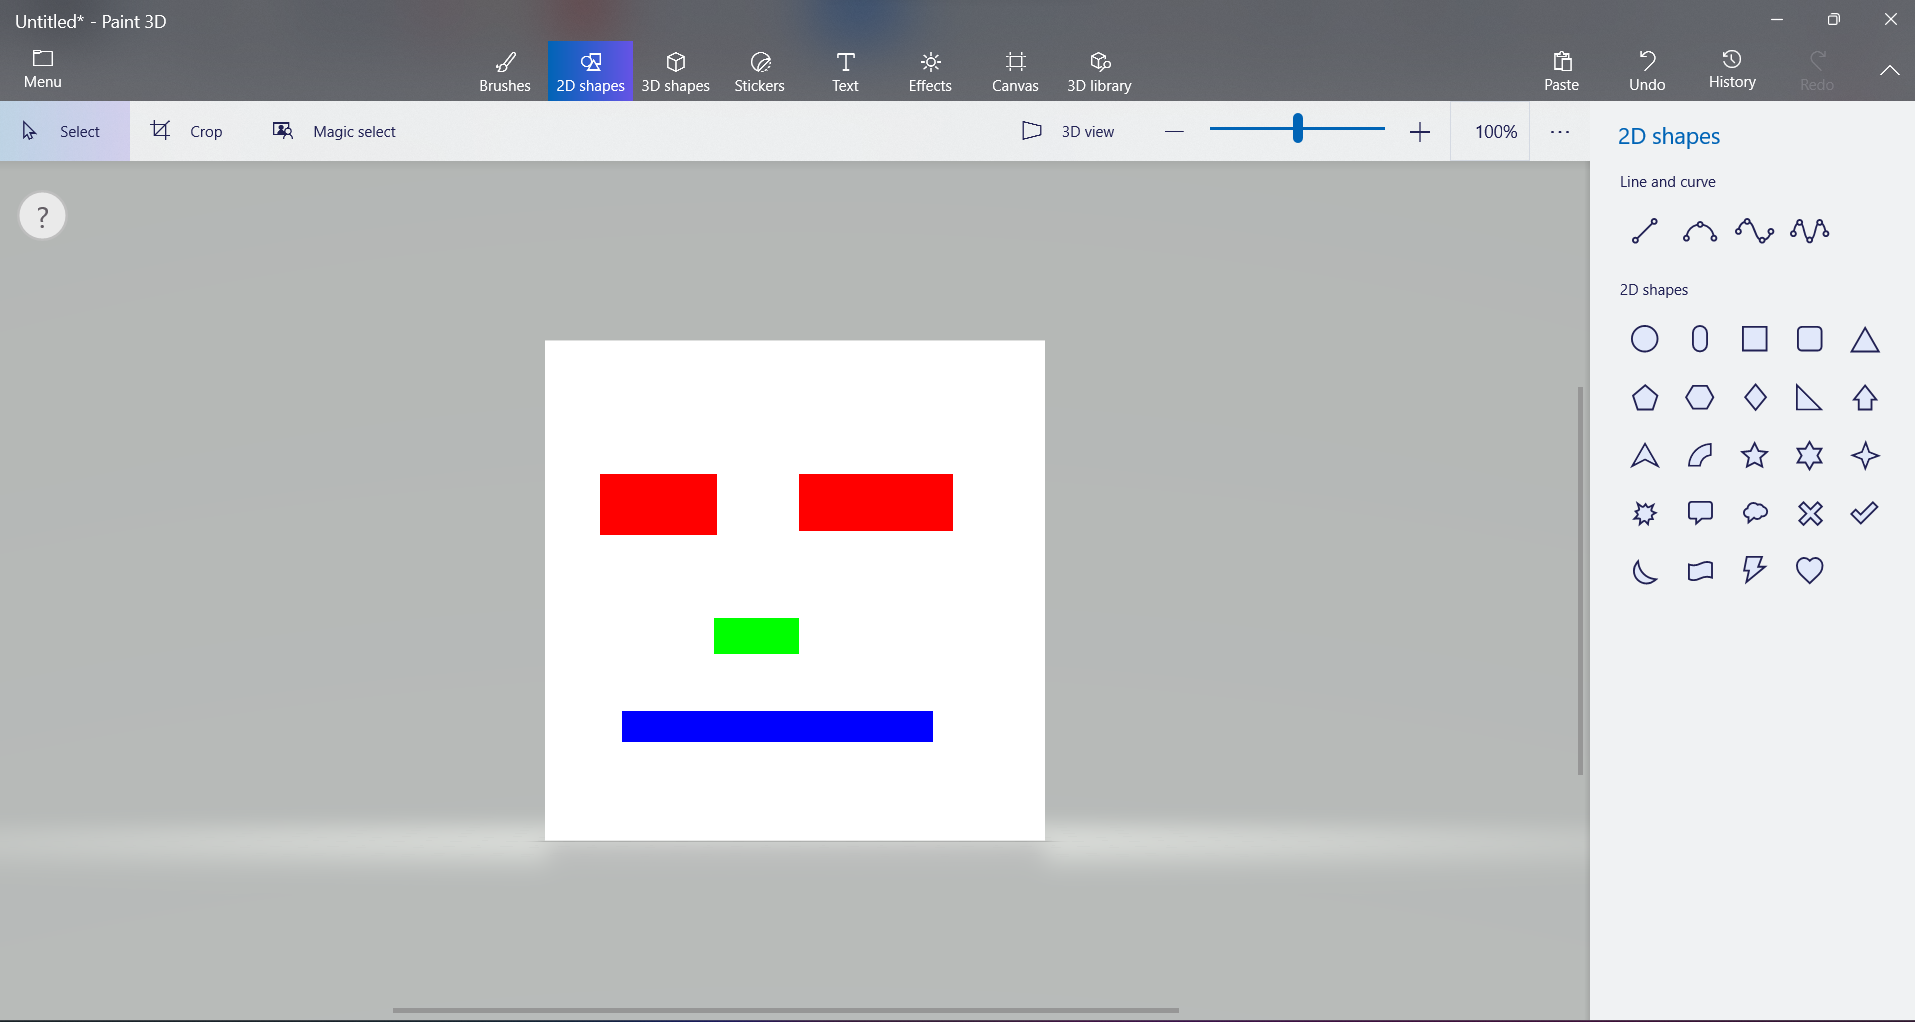 Untitled* - Paint 3D
Menu
Brushes
2D shapes
3D shapes
Stickers
Text
Effects
Canvas
3D library
Paste
Undo
History
Redo
Select
Crop
Magic select
3D view
100%
?
2D shapes
Line and curve
2D shapes